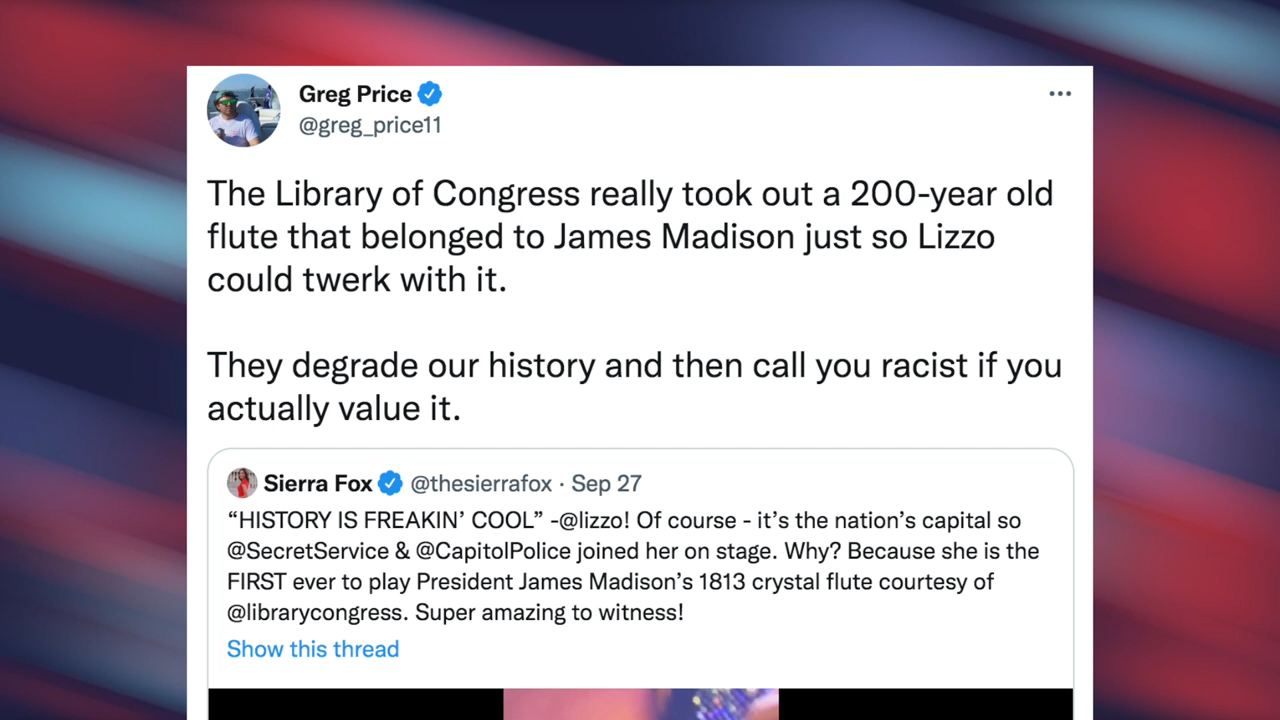 Greg Price
@greg_price11
The Library of Congress really took out a 200-year old
flute that belonged to James Madison just so Lizzo
could twerk with it.
They degrade our history and then call you racist if you
actually value it.
Sierra Fox @thesierrafox · Sep 27
“HISTORY IS FREAKIN’ COOL” -@lizzo! Of course - it’s the nation’s capital so
@SecretService & @CapitolPolice joined her on stage. Why? Because she is the
FIRST ever to play President James Madison’s 1813 crystal flute courtesy of
@librarycongress. Super amazing to witness!
Show this thread